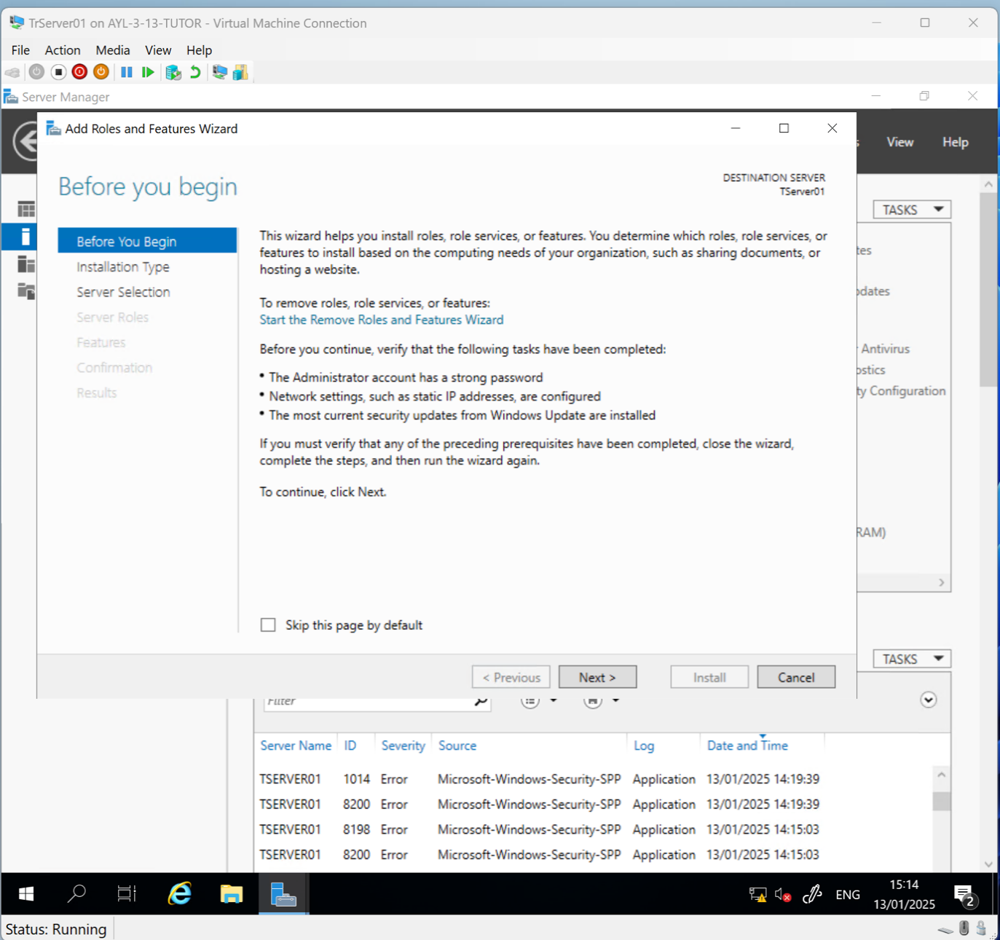 TrServer01 on AYL-3-13-TUTOR - Virtual Machine Connection
File Action Media View Help
Server Manager
View Help
Add Roles and Features Wizard
Before you begin
DESTINATION SERVER
TServer01
Before You Begin
Installation Type
Server Selection
Server Roles
Features
Confirmation
Results
This wizard helps you install roles, role services, or features. You determine which roles, role services, or
features to install based on the computing needs of your organization, such as sharing documents, or
hosting a website.
To remove roles, role services, or features:
Start the Remove Roles and Features Wizard
Before you continue, verify that the following tasks have been completed:
• The Administrator account has a strong password
• Network settings, such as static IP addresses, are configured
• The most current security updates from Windows Update are installed
If you must verify that any of the preceding prerequisites have been completed, close the wizard,
complete the steps, and then run the wizard again.
To continue, click Next.
Skip this page by default
< Previous Next > Install Cancel
TASKS
tes
pdates
Antivirus
ostics
ty Configuration
RAM)
TASKS
Filter
Server Name ID Severity Source Log Date and Time
TSERVER01 1014 Error Microsoft-Windows-Security-SPP Application 13/01/2025 14:19:39
TSERVER01 8200 Error Microsoft-Windows-Security-SPP Application 13/01/2025 14:19:39
TSERVER01 8198 Error Microsoft-Windows-Security-SPP Application 13/01/2025 14:15:03
TSERVER01 8200 Error Microsoft-Windows-Security-SPP Application 13/01/2025 14:15:03
ENG
15:14
13/01/2025
2
Status: Running